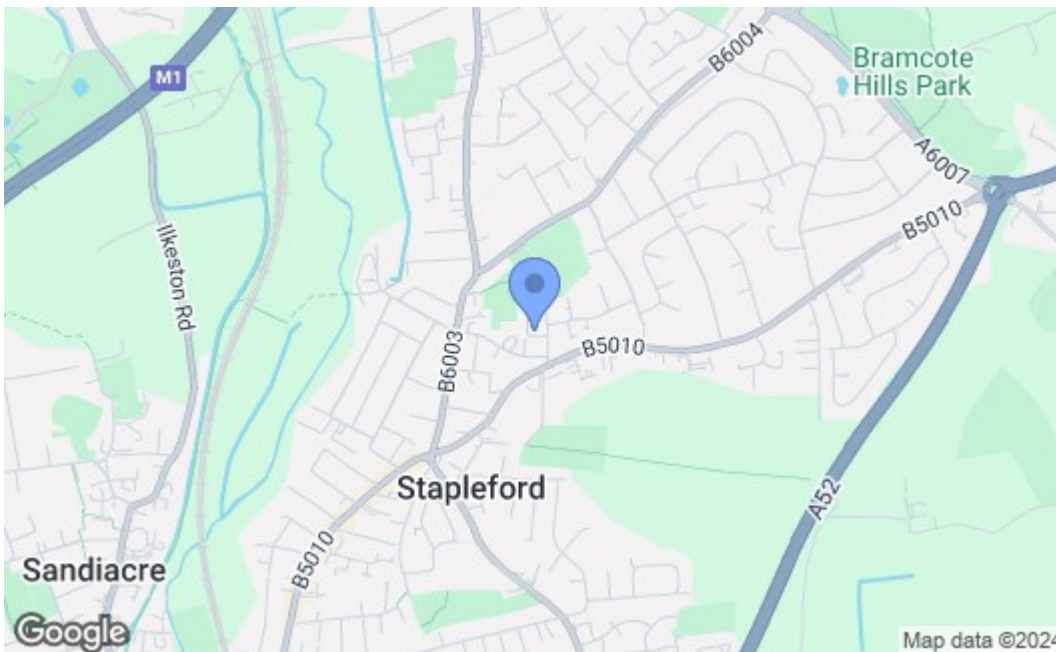 M1
B6004
Bramcote
Hills Park
A6007
B5010
Ilkeston Rd
B6003
B5010
A52
Stapleford
B5010
Sandiacre
Google
Map data ©2024